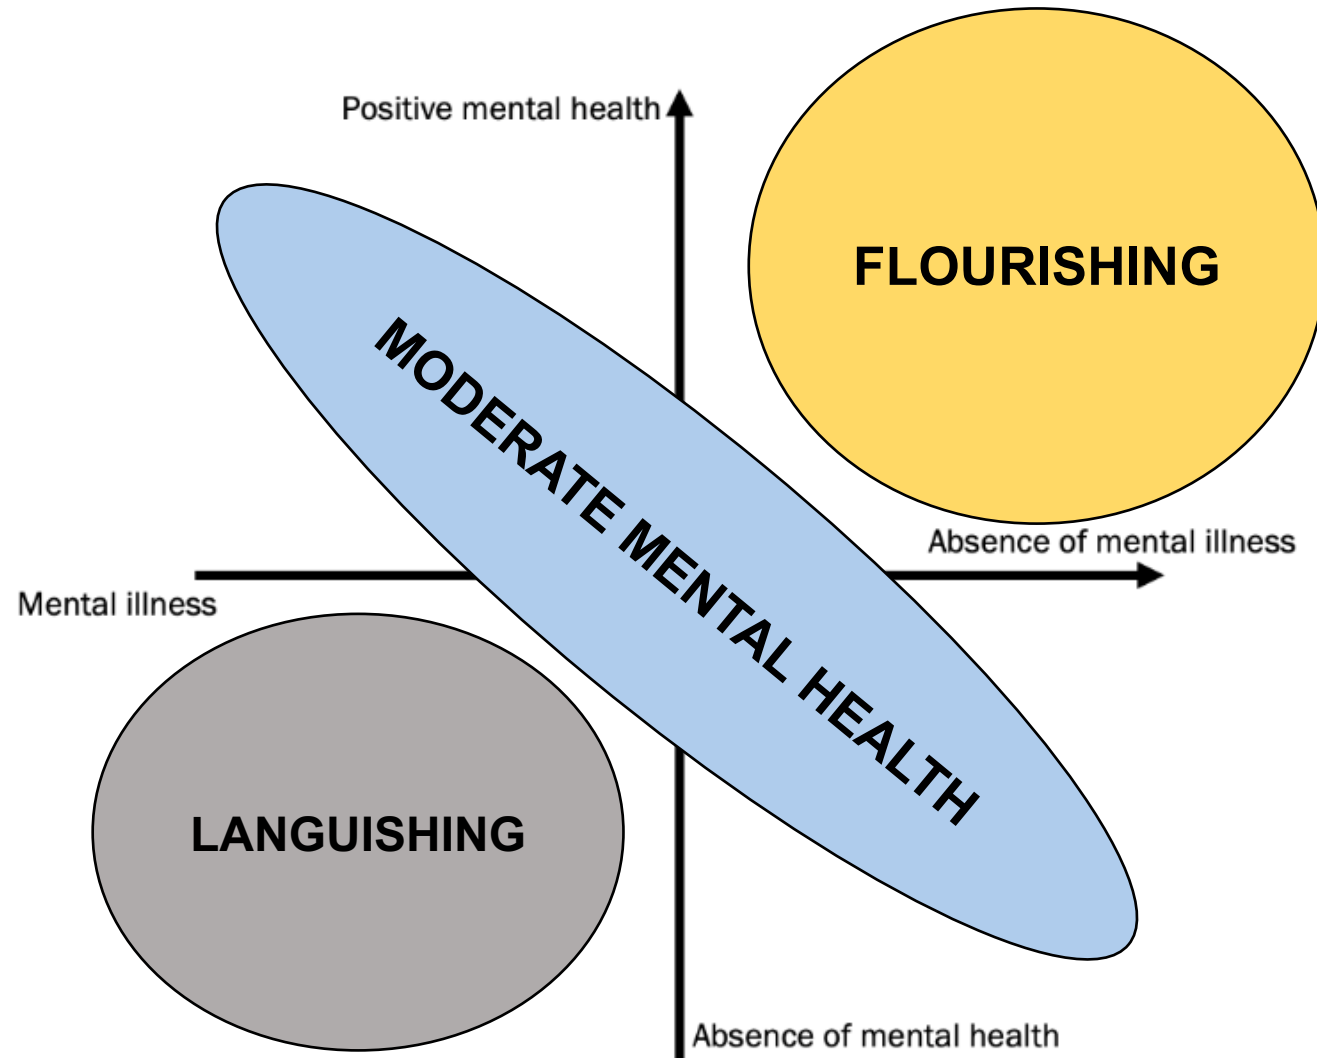 Positive mental health
FLOURISHING
MODERATE MENTAL HEALTH
Absence of mental illness
Mental illness
LANGUISHING
Absence of mental health